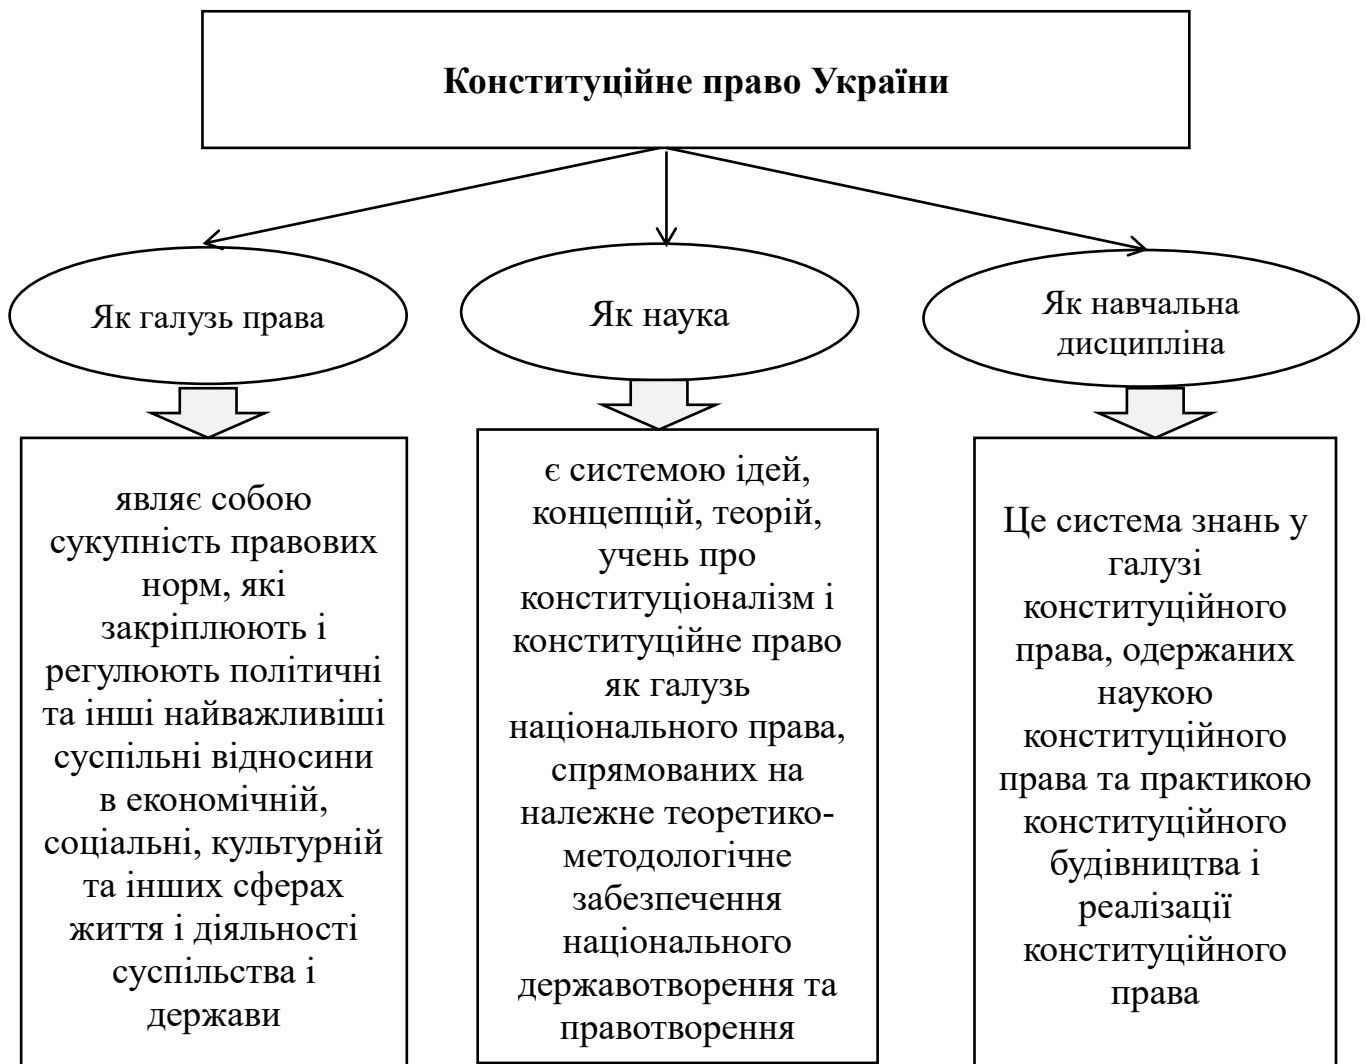 Конституційне право України
Як галузь права
Як наука
Як навчальна
дисципліна
являє собою
сукупність правових
норм, які
закріплюють і
регулюють політичні
та інші найважливіші
суспільні відносини
в економічній,
соціальні, культурній
та інших сферах
життя і діяльності
суспільства і
держави
є системою ідей,
концепцій, теорій,
учень про
конституціоналізм і
конституційне право
як галузь
національного права,
спрямованих на
належне теоретико-
методологічне
забезпечення
національного
державотворення та
правотворення
Це система знань у
галузі
конституційного
права, одержаних
наукою
конституційного
права та практикою
конституційного
будівництва і
реалізації
конституційного
права